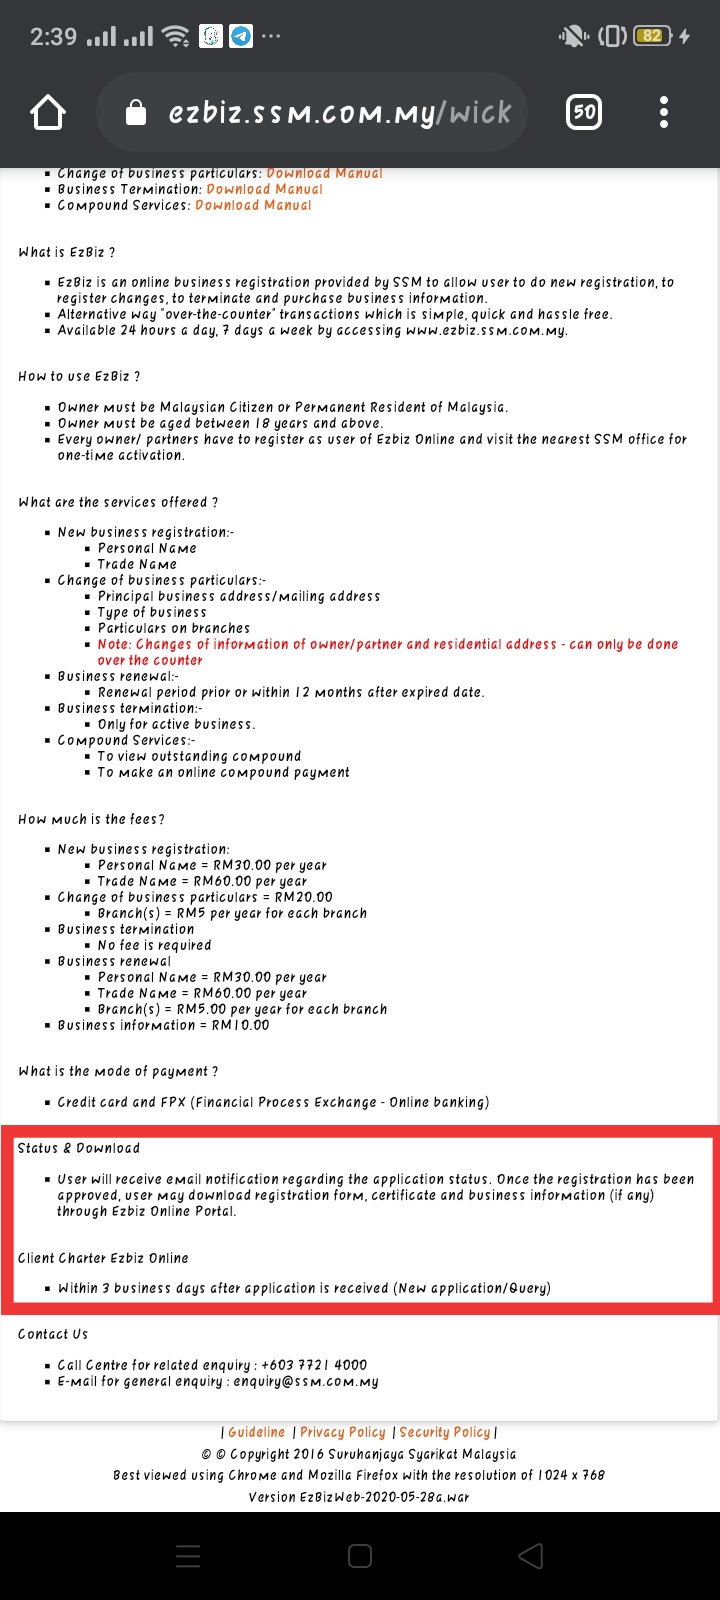 2:39 ... 82
ezbiz.ssm.com.my/wick 50
Change of business particulars: Download Manual
Business Termination: Download Manual
Compound Services: Download Manual
What is EzBiz ?
EzBiz is an online business registration provided by SSM to allow user to do new registration, to
register changes, to terminate and purchase business information.
Alternative way "over-the-counter" transactions which is simple, quick and hassle free.
Available 24 hours a day, 7 days a week by accessing www.ezbiz.ssm.com.my.
How to use EzBiz ?
Owner must be Malaysian Citizen or Permanent Resident of Malaysia.
Owner must be aged between 18 years and above.
Every owner/ partners have to register as user of Ezbiz Online and visit the nearest SSM office for
one-time activation.
What are the services offered ?
New business registration:-
Personal Name
Trade Name
Change of business particulars:-
Principal business address/mailing address
Type of business
Particulars on branches
Note: Changes of information of owner/partner and residential address - can only be done
over the counter
Business renewal:-
Renewal period prior or within 12 months after expired date.
Business termination:-
Only for active business.
Compound Services:-
To view outstanding compound
To make an online compound payment
How much is the fees?
New business registration:
Personal Name = RM30.00 per year
Trade Name = RM60.00 per year
Change of business particulars = RM20.00
Branch(s) = RM5 per year for each branch
Business termination
No fee is required
Business renewal
Personal Name = RM30.00 per year
Trade Name = RM60.00 per year
Branch(s) = RM5.00 per year for each branch
Business information = RM10.00
What is the mode of payment ?
Credit card and FPX (Financial Process Exchange - Online banking)
Status & Download
User will receive email notification regarding the application status. Once the registration has been
approved, user may download registration form, certificate and business information (if any)
through Ezbiz Online Portal.
Client Charter Ezbiz Online
Within 3 business days after application is received (New application/Query)
Contact Us
Call Centre for related enquiry : +603 7721 4000
E-mail for general enquiry : enquiry@ssm.com.my
| Guideline | Privacy Policy | Security Policy |
© © Copyright 2016 Suruhanjaya Syarikat Malaysia
Best viewed using Chrome and Mozilla Firefox with the resolution of 1024 x 768
Version EzBizWeb-2020-05-28a.war